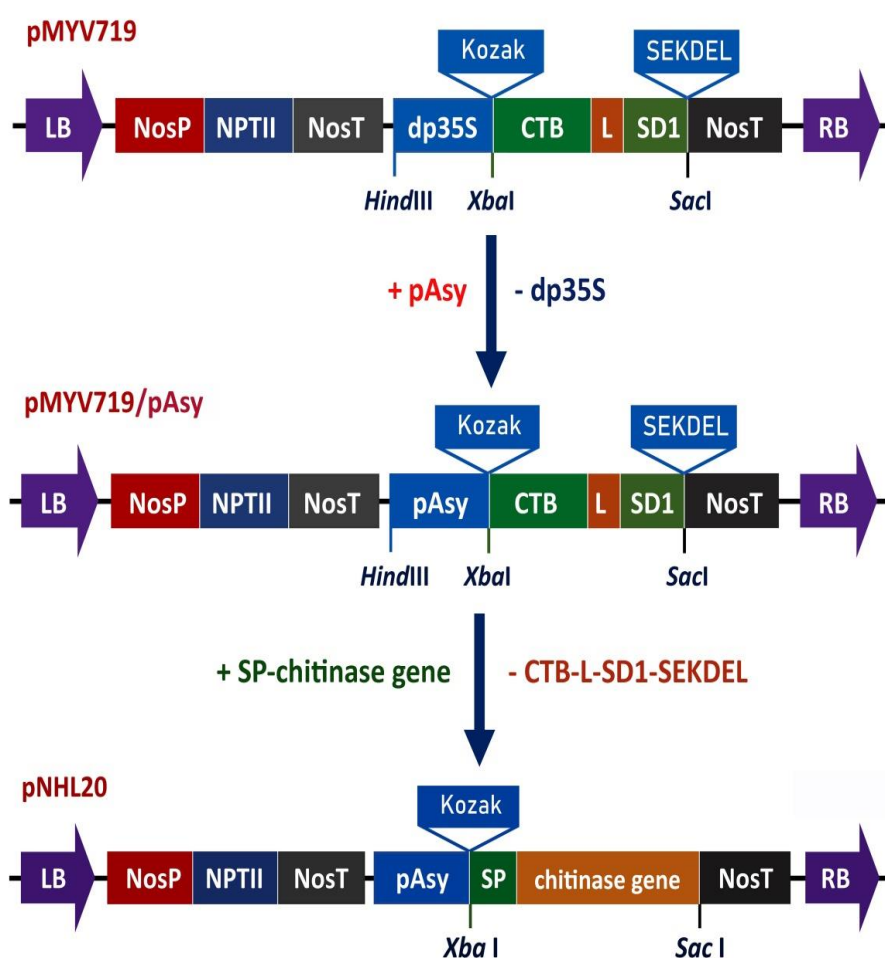 pMYV719
Kozak SEKDEL
LB NosP NPTII NosT dp35S CTB L SD1 NosT RB
HindIII XbaI SacI
+ pAsy - dp35S
pMYV719/pAsy
Kozak SEKDEL
LB NosP NPTII NosT pAsy CTB L SD1 NosT RB
HindIII XbaI SacI
+ SP-chitinase gene - CTB-L-SD1-SEKDEL
pNHL20
Kozak
LB NosP NPTII NosT pAsy SP chitinase gene NosT RB
Xba I Sac I